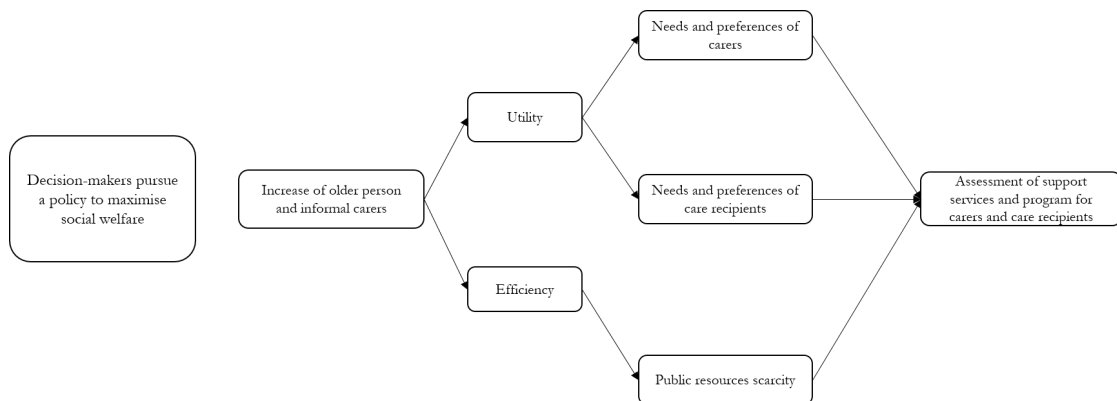 Decision-makers pursue
a policy to maximise
social welfare
Increase of older person
and informal carers
Utility
Efficiency
Needs and preferences of
carers
Needs and preferences of
care recipients
Public resources scarcity
Assessment of support
services and program for
carers and care recipients